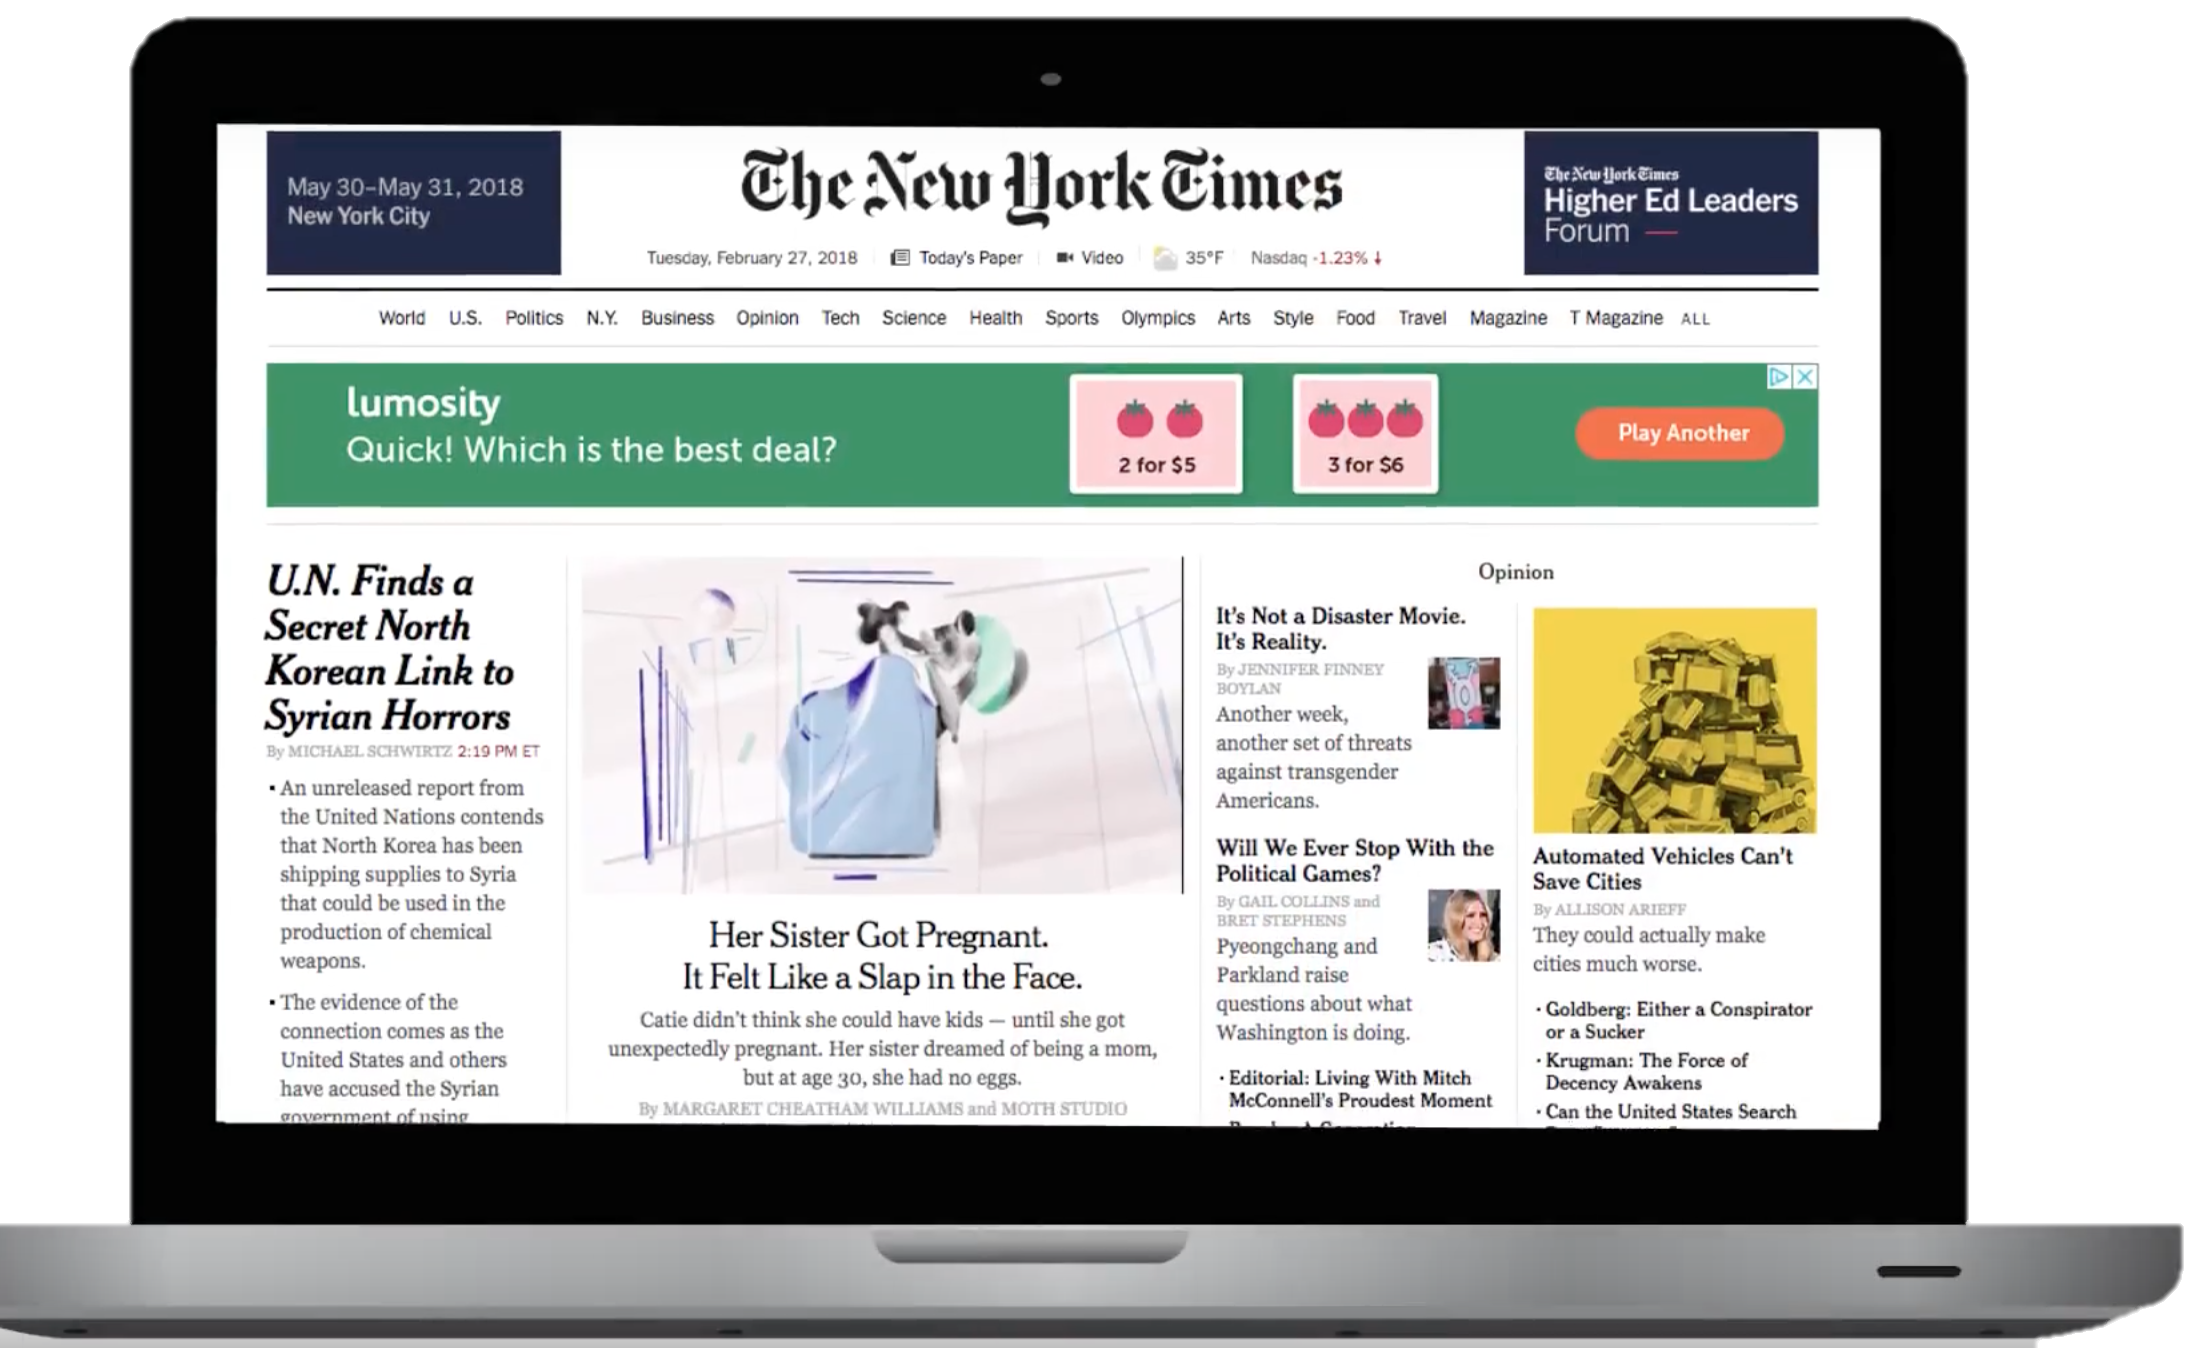 May 30–May 31, 2018
New York City
The New York Times
The New York Times
Higher Ed Leaders
Forum
Tuesday, February 27, 2018 Today's Paper Video 35°F Nasdaq -1.23% ↓
World U.S. Politics N.Y. Business Opinion Tech Science Health Sports Olympics Arts Style Food Travel Magazine T Magazine ALL
lumosity
Quick! Which is the best deal?
2 for $5
3 for $6
Play Another
U.N. Finds a
Secret North
Korean Link to
Syrian Horrors
By MICHAEL SCHWIRTZ 2:19 PM ET
▪ An unreleased report from
the United Nations contends
that North Korea has been
shipping supplies to Syria
that could be used in the
production of chemical
weapons.
▪ The evidence of the
connection comes as the
United States and others
have accused the Syrian
government of using
Her Sister Got Pregnant.
It Felt Like a Slap in the Face.
Catie didn't think she could have kids — until she got
unexpectedly pregnant. Her sister dreamed of being a mom,
but at age 30, she had no eggs.
By MARGARET CHEATHAM WILLIAMS and MOTH STUDIO
Opinion
It's Not a Disaster Movie.
It's Reality.
By JENNIFER FINNEY
BOYLAN
Another week,
another set of threats
against transgender
Americans.
Will We Ever Stop With the
Political Games?
By GAIL COLLINS and
BRET STEPHENS
Pyeongchang and
Parkland raise
questions about what
Washington is doing.
· Editorial: Living With Mitch
McConnell's Proudest Moment
Automated Vehicles Can't
Save Cities
By ALLISON ARIEFF
They could actually make
cities much worse.
· Goldberg: Either a Conspirator
or a Sucker
· Krugman: The Force of
Decency Awakens
· Can the United States Search